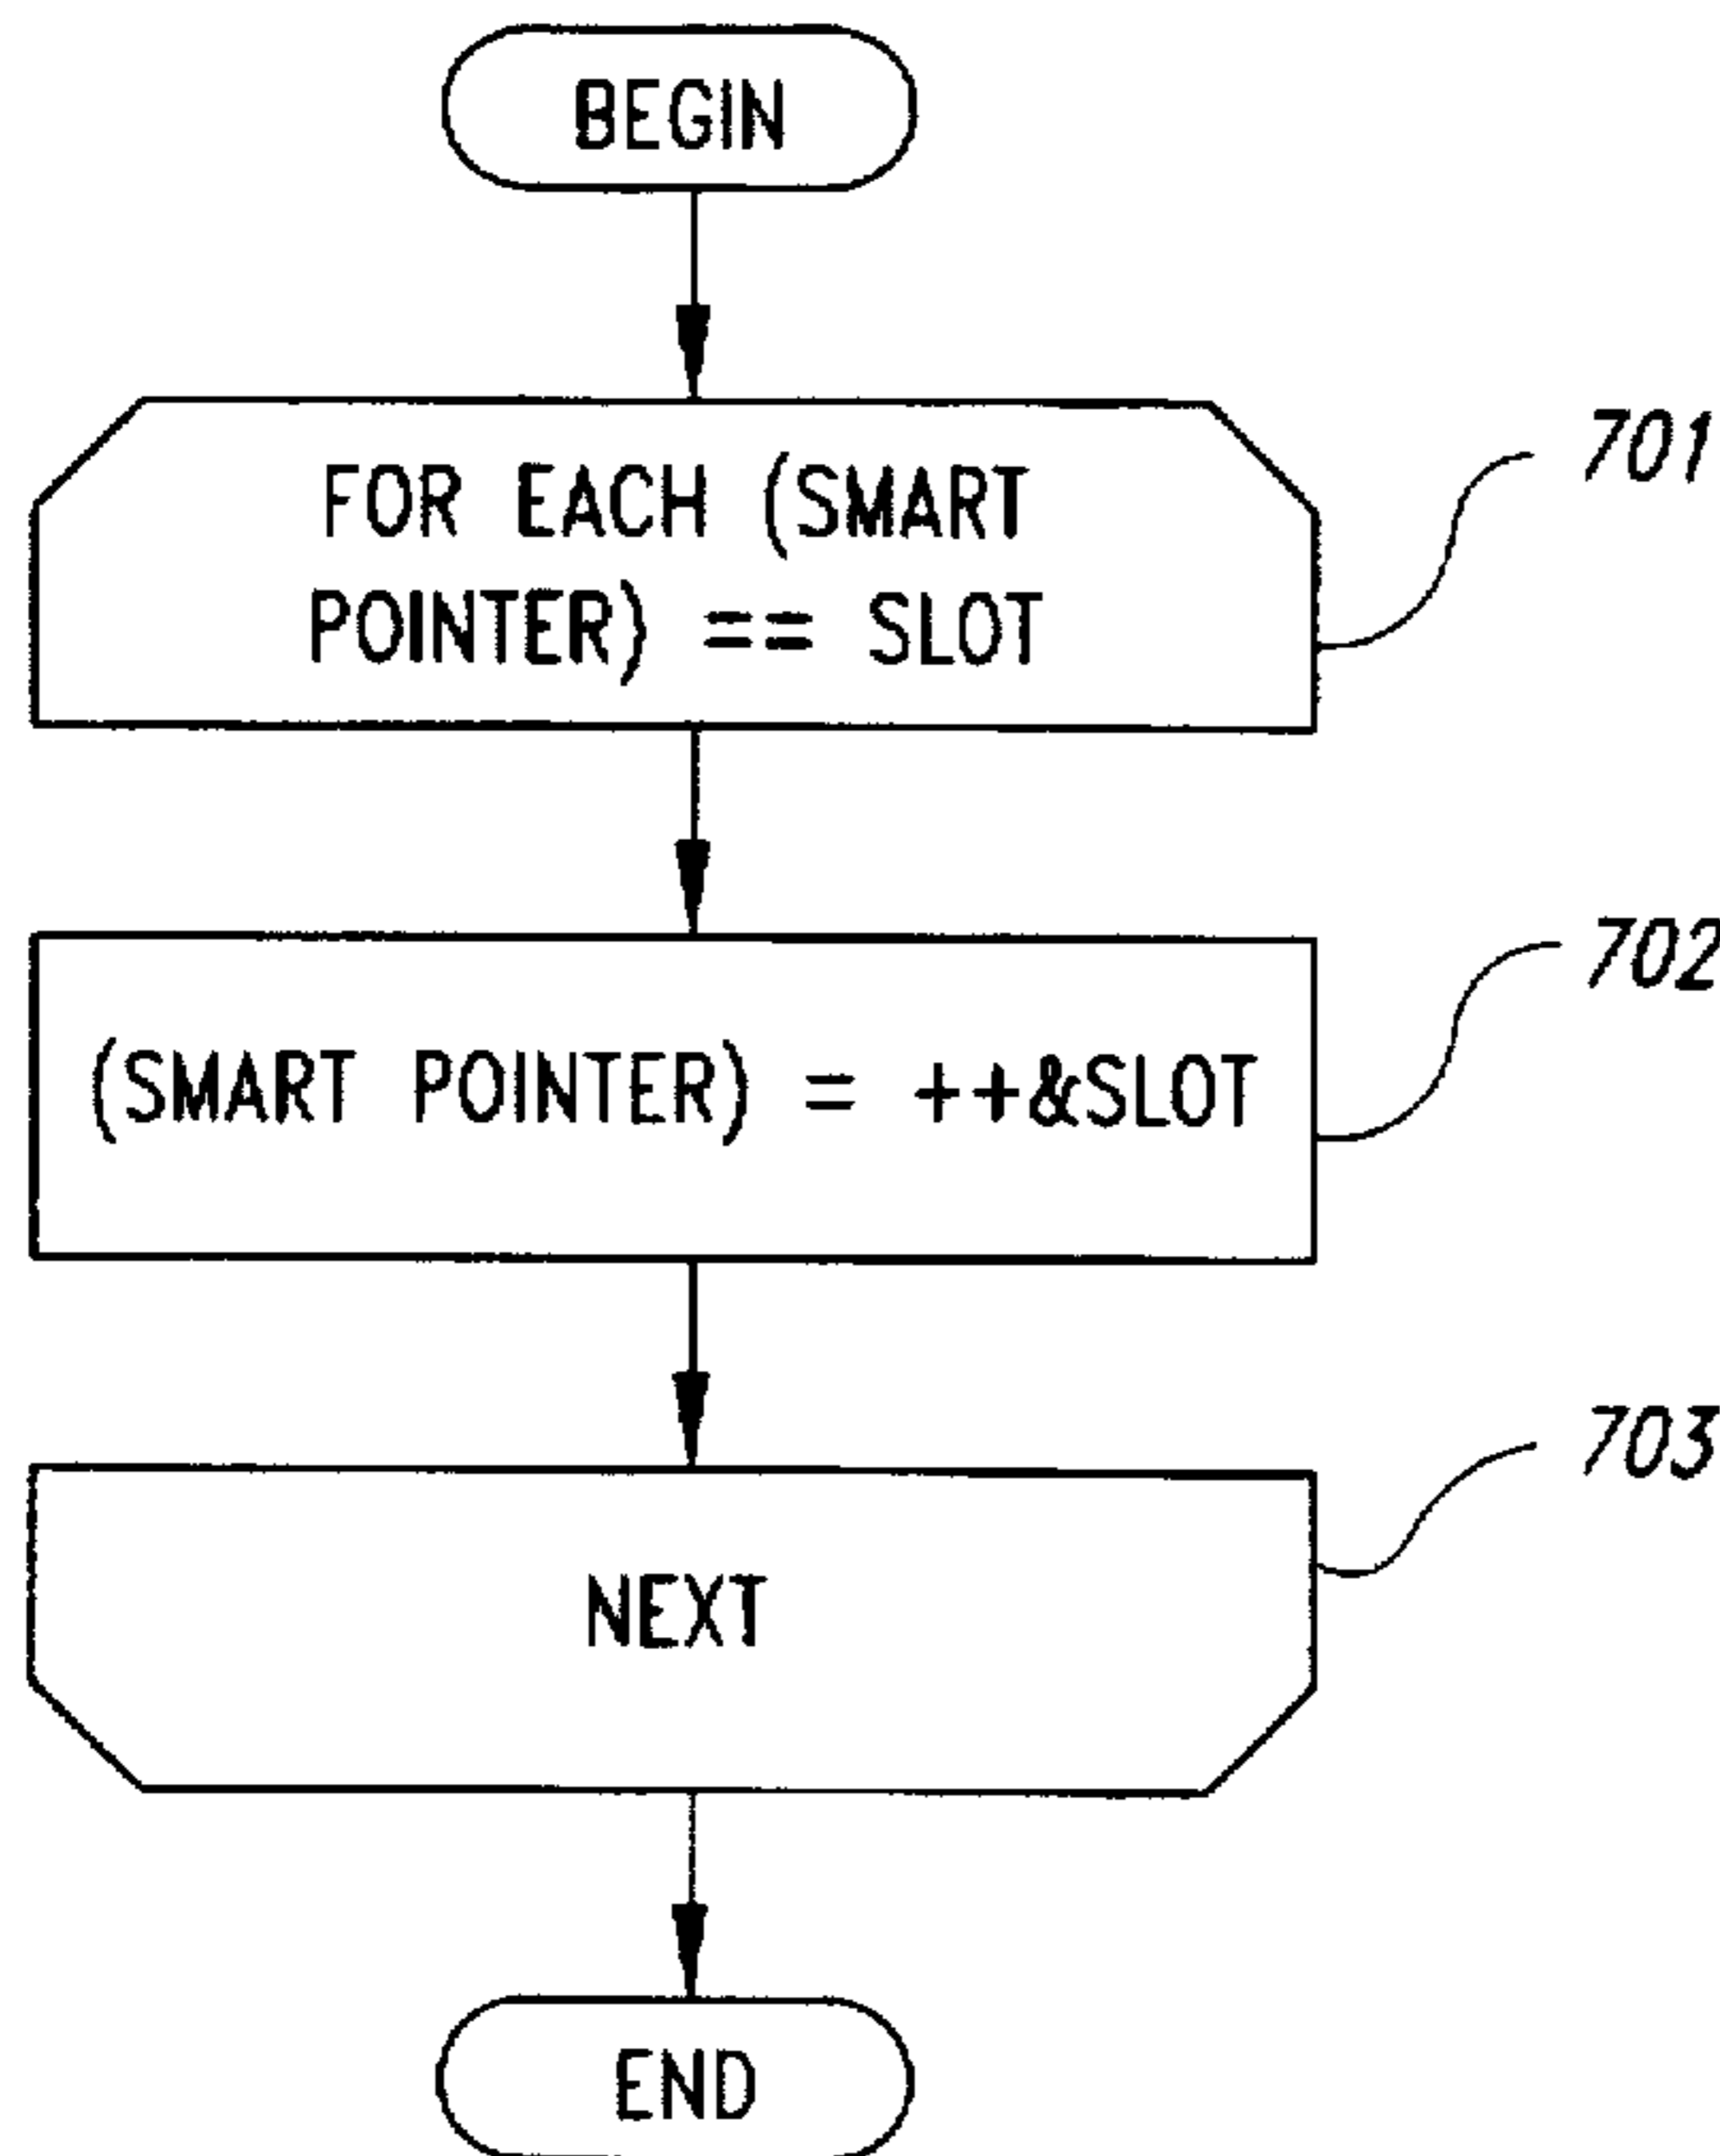 BEGIN
FOR EACH (SMART
POINTER) == SLOT
701
(SMART POINTER) = ++&SLOT
702
NEXT
703
END